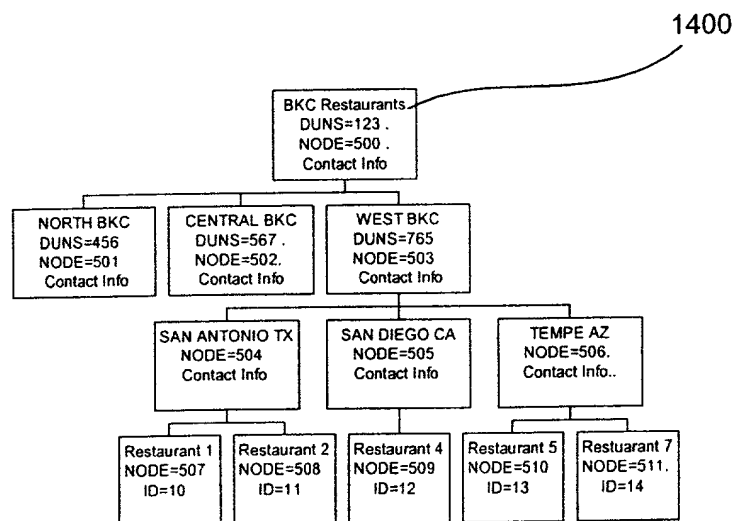 1400
BKC Restaurants
DUNS=123 .
NODE=500 .
Contact Info
NORTH BKC
DUNS=456
NODE=501
Contact Info
CENTRAL BKC
DUNS=567 .
NODE=502.
Contact Info
WEST BKC
DUNS=765
NODE=503
Contact Info
SAN ANTONIO TX
NODE=504
Contact Info
SAN DIEGO CA
NODE=505
Contact Info
TEMPE AZ
NODE=506.
Contact Info..
Restaurant 1
NODE=507
ID=10
Restaurant 2
NODE=508
ID=11
Restaurant 4
NODE=509
ID=12
Restaurant 5
NODE=510
ID=13
Restuarant 7
NODE=511.
ID=14